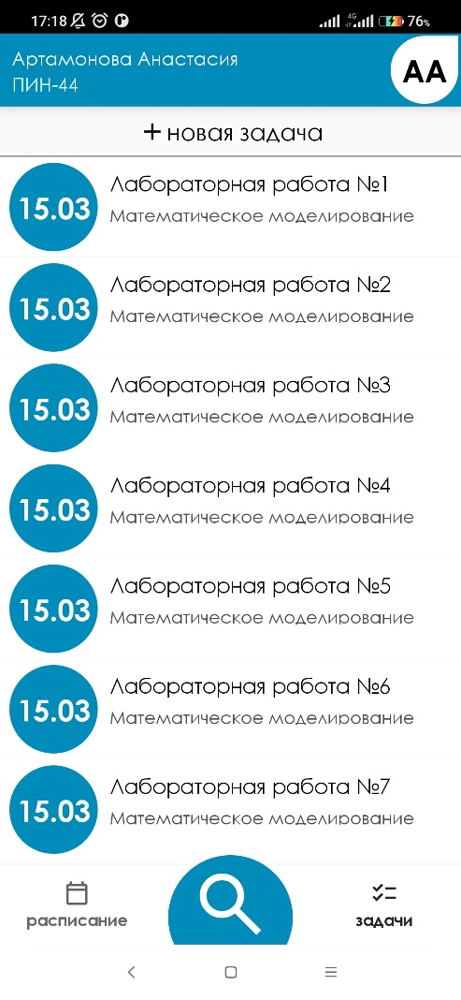 17:18 4G 76%
Артамонова Анастасия
ПИН-44
АА
+ новая задача
15.03
Лабораторная работа №1
Математическое моделирование
15.03
Лабораторная работа №2
Математическое моделирование
15.03
Лабораторная работа №3
Математическое моделирование
15.03
Лабораторная работа №4
Математическое моделирование
15.03
Лабораторная работа №5
Математическое моделирование
15.03
Лабораторная работа №6
Математическое моделирование
15.03
Лабораторная работа №7
Математическое моделирование
расписание
задачи